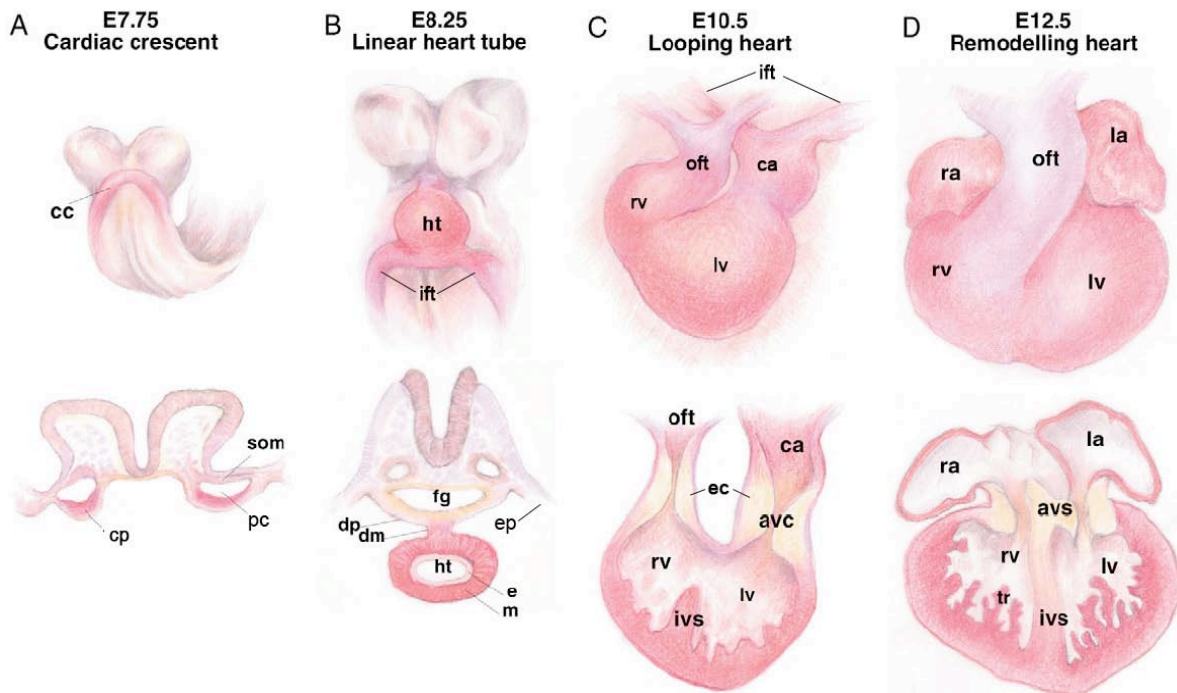 A
E7.75
Cardiac crescent
cc
som
pc
cp
B
E8.25
Linear heart tube
ht
ift
fg
dp
dm
ep
ht
e
m
C
E10.5
Looping heart
ift
oft
ca
rv
lv
oft
ca
ec
avc
rv
lv
ivs
D
E12.5
Remodelling heart
la
oft
ra
rv
lv
la
ra
avs
rv
lv
tr
ivs